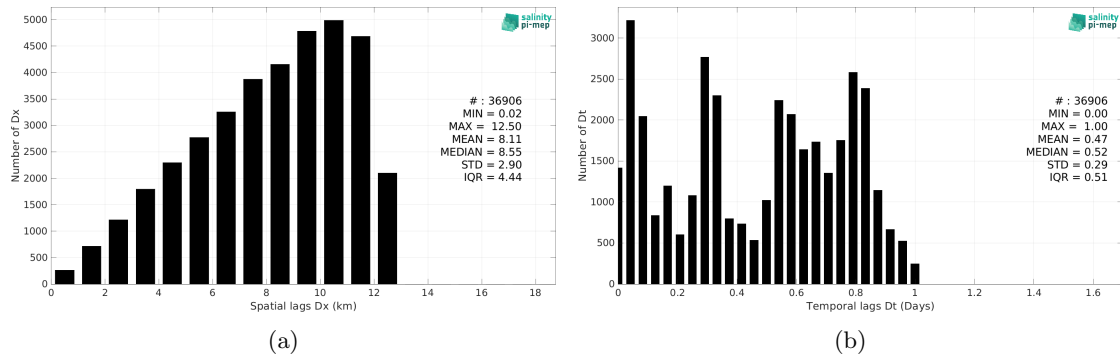 salinity
pi-mep
5000
4500
4000
3500
3000
2500
2000
1500
1000
500
0
Number of Dx
# : 36906
MIN = 0.02
MAX = 12.50
MEAN = 8.11
MEDIAN = 8.55
STD = 2.90
IQR = 4.44
0 2 4 6 8 10 12 14 16 18
Spatial lags Dx (km)
(a)
salinity
pi-mep
3000
2500
2000
1500
1000
500
0
Number of Dt
# : 36906
MIN = 0.00
MAX = 1.00
MEAN = 0.47
MEDIAN = 0.52
STD = 0.29
IQR = 0.51
0 0.2 0.4 0.6 0.8 1 1.2 1.4 1.6
Temporal lags Dt (Days)
(b)